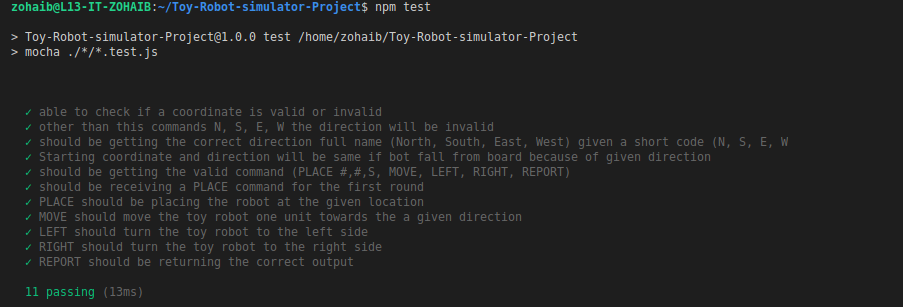 zohaib@L13-IT-ZOHAIB:~/Toy-Robot-simulator-Project$ npm test
> Toy-Robot-simulator-Project@1.0.0 test /home/zohaib/Toy-Robot-simulator-Project
> mocha ./*/*.test.js
✓ able to check if a coordinate is valid or invalid
✓ other than this commands N, S, E, W the direction will be invalid
✓ should be getting the correct direction full name (North, South, East, West) given a short code (N, S, E, W
✓ Starting coordinate and direction will be same if bot fall from board because of given direction
✓ should be getting the valid command (PLACE #,#,S, MOVE, LEFT, RIGHT, REPORT)
✓ should be receiving a PLACE command for the first round
✓ PLACE should be placing the robot at the given location
✓ MOVE should move the toy robot one unit towards the a given direction
✓ LEFT should turn the toy robot to the left side
✓ RIGHT should turn the toy robot to the right side
✓ REPORT should be returning the correct output
11 passing (13ms)